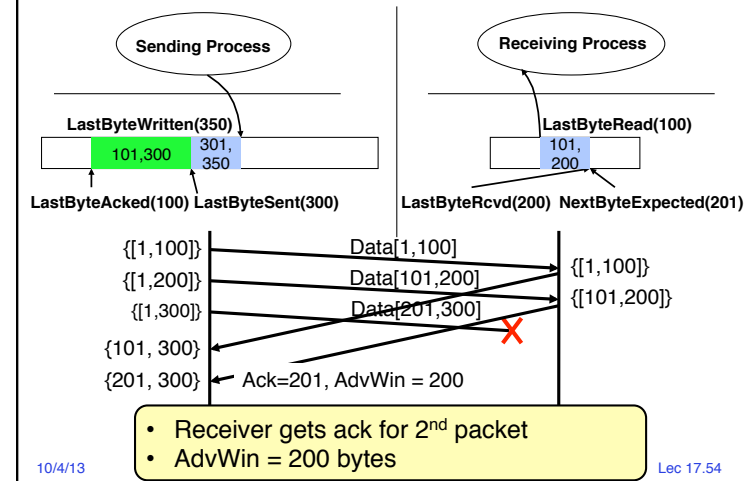 Sending Process
Receiving Process
LastByteWritten(350)
LastByteRead(100)
101,300
301,
350
101,
200
LastByteAcked(100) LastByteSent(300)
LastByteRcvd(200) NextByteExpected(201)
{[1,100]}
Data[1,100]
{[1,100]}
{[1,200]}
Data[101,200]
{[101,200]}
{[1,300]}
Data[201,300]
{101, 300}
{201, 300}
Ack=201, AdvWin = 200
• Receiver gets ack for 2nd packet
• AdvWin = 200 bytes
10/4/13
Lec 17.54